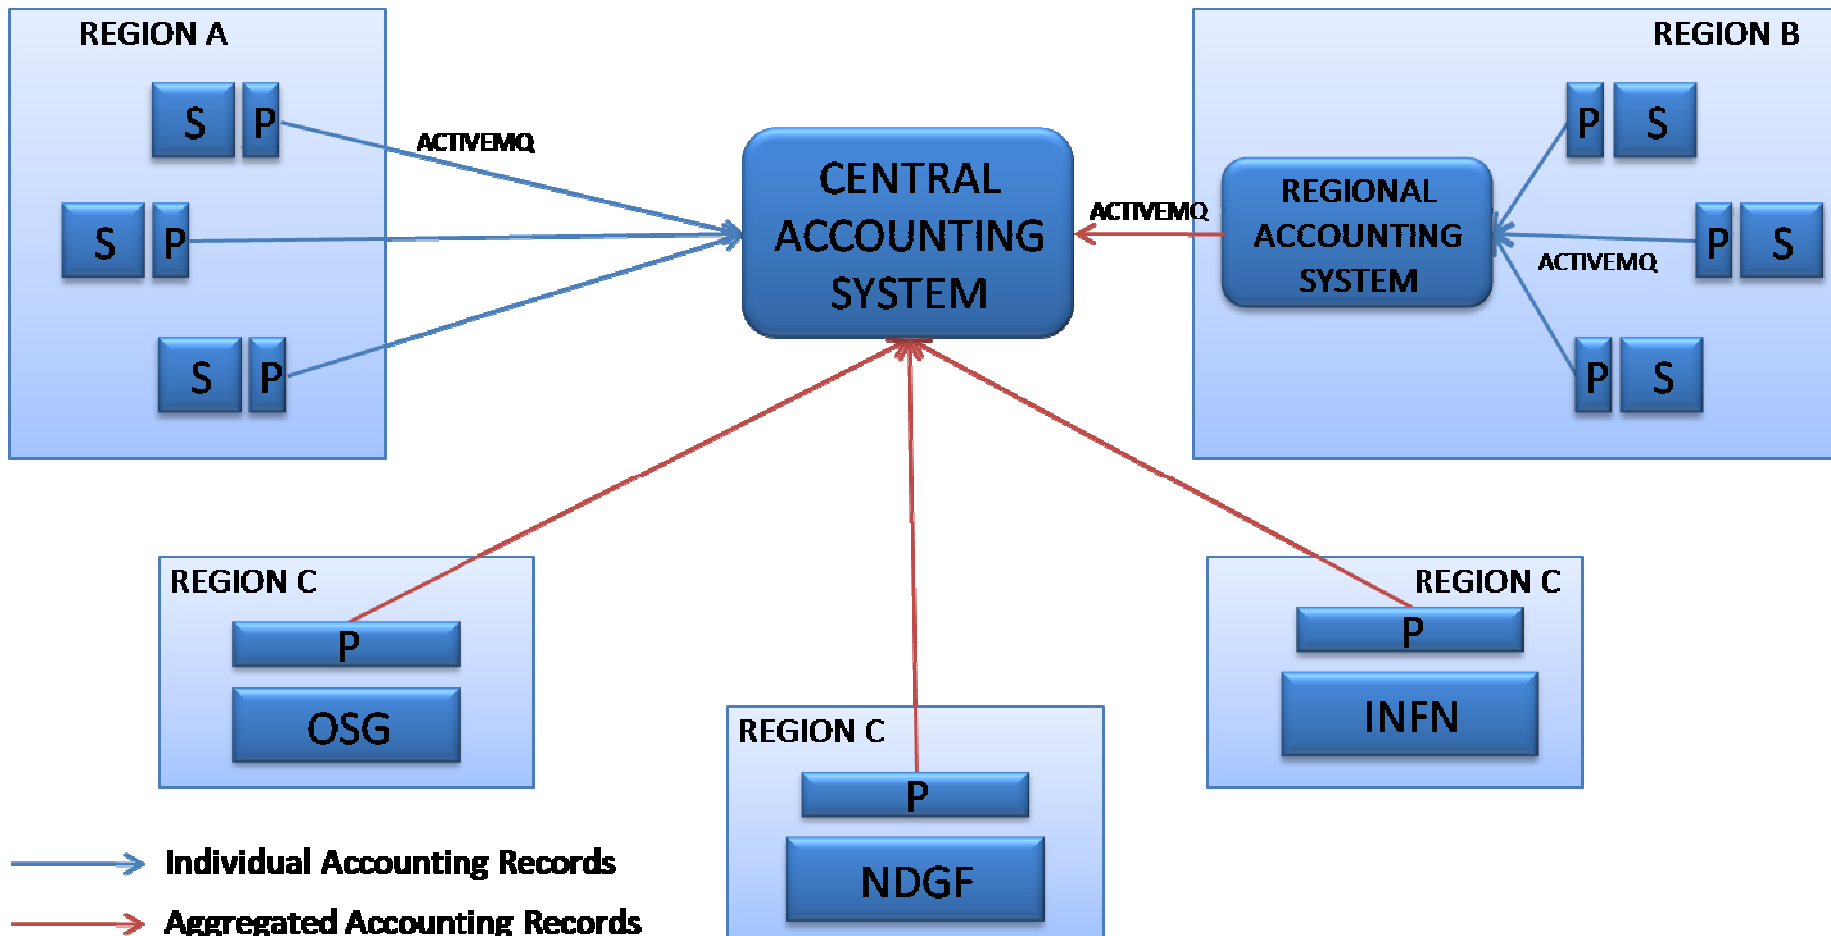 REGION A
S P
S P
S P
ACTIVEMQ
CENTRAL
ACCOUNTING
SYSTEM
ACTIVEMQ
REGION B
REGIONAL
ACCOUNTING
SYSTEM
P S
P S
ACTIVEMQ
P S
REGION C
P
OSG
REGION C
P
NDGF
REGION C
P
INFN
Individual Accounting Records
Aggregated Accounting Records